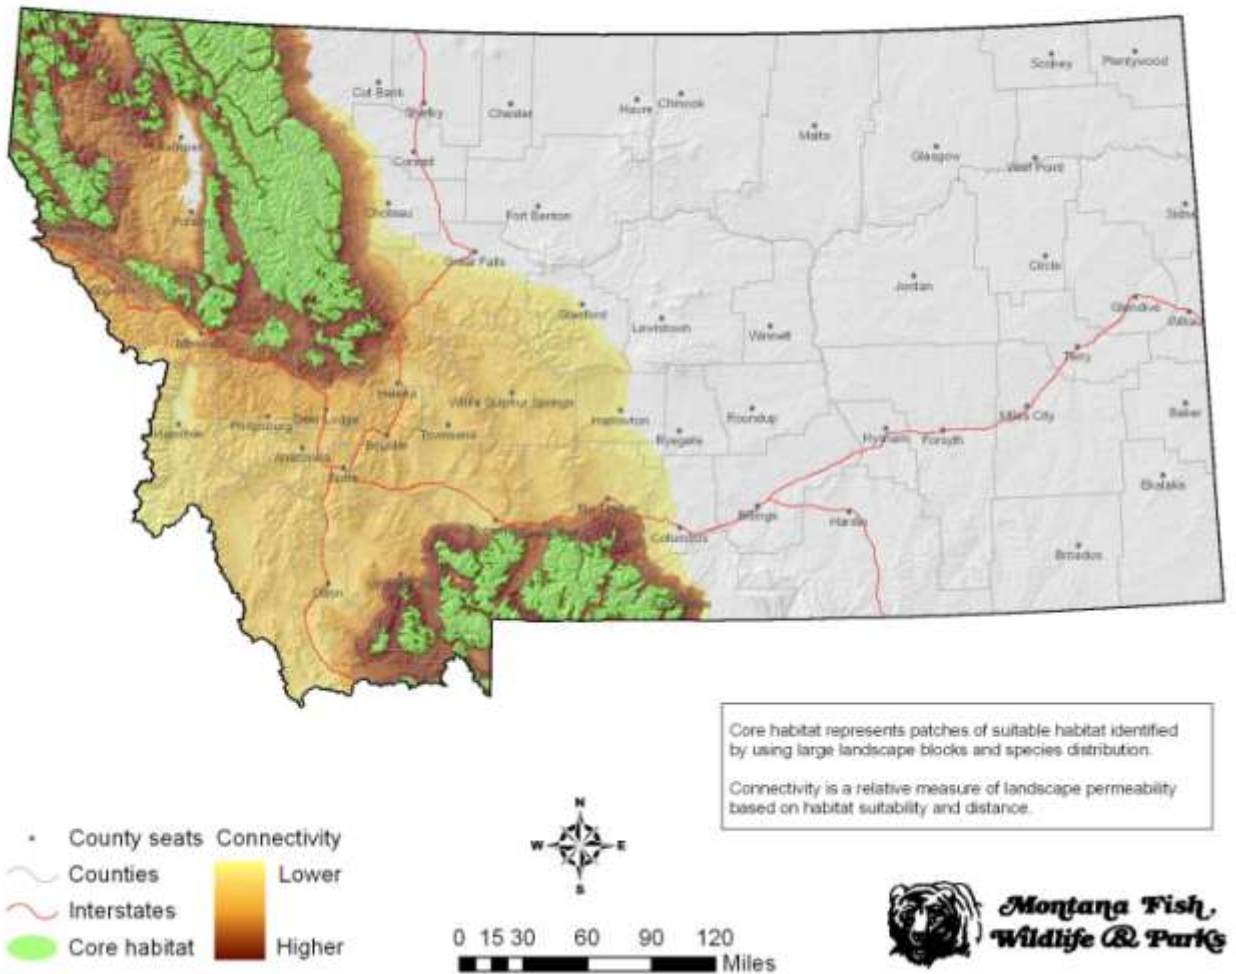 Scobey
Plentywood
Cut Bank
Shelby
Chester
Havre
Chinook
Malta
Glasgow
Wolf Point
Conrad
Choteau
Fort Benton
Great Falls
Circle
Jordan
Glendive
Stanford
Lewistown
Winnett
Terry
Helena
White Sulphur Springs
Harlowton
Roundup
Miles City
Baker
Philipsburg
Deer Lodge
Townsend
Boulder
Hamilton
Ryegate
Hysham
Forsyth
Anaconda
Butte
Ekalaka
Billings
Hardin
Columbus
Broadus
Dillon
Core habitat represents patches of suitable habitat identified
by using large landscape blocks and species distribution.
Connectivity is a relative measure of landscape permeability
based on habitat suitability and distance.
County seats
Counties
Interstates
Core habitat
Connectivity
Lower
Higher
N
W E
S
0 15 30 60 90 120
Miles
Montana Fish,
Wildlife & Parks